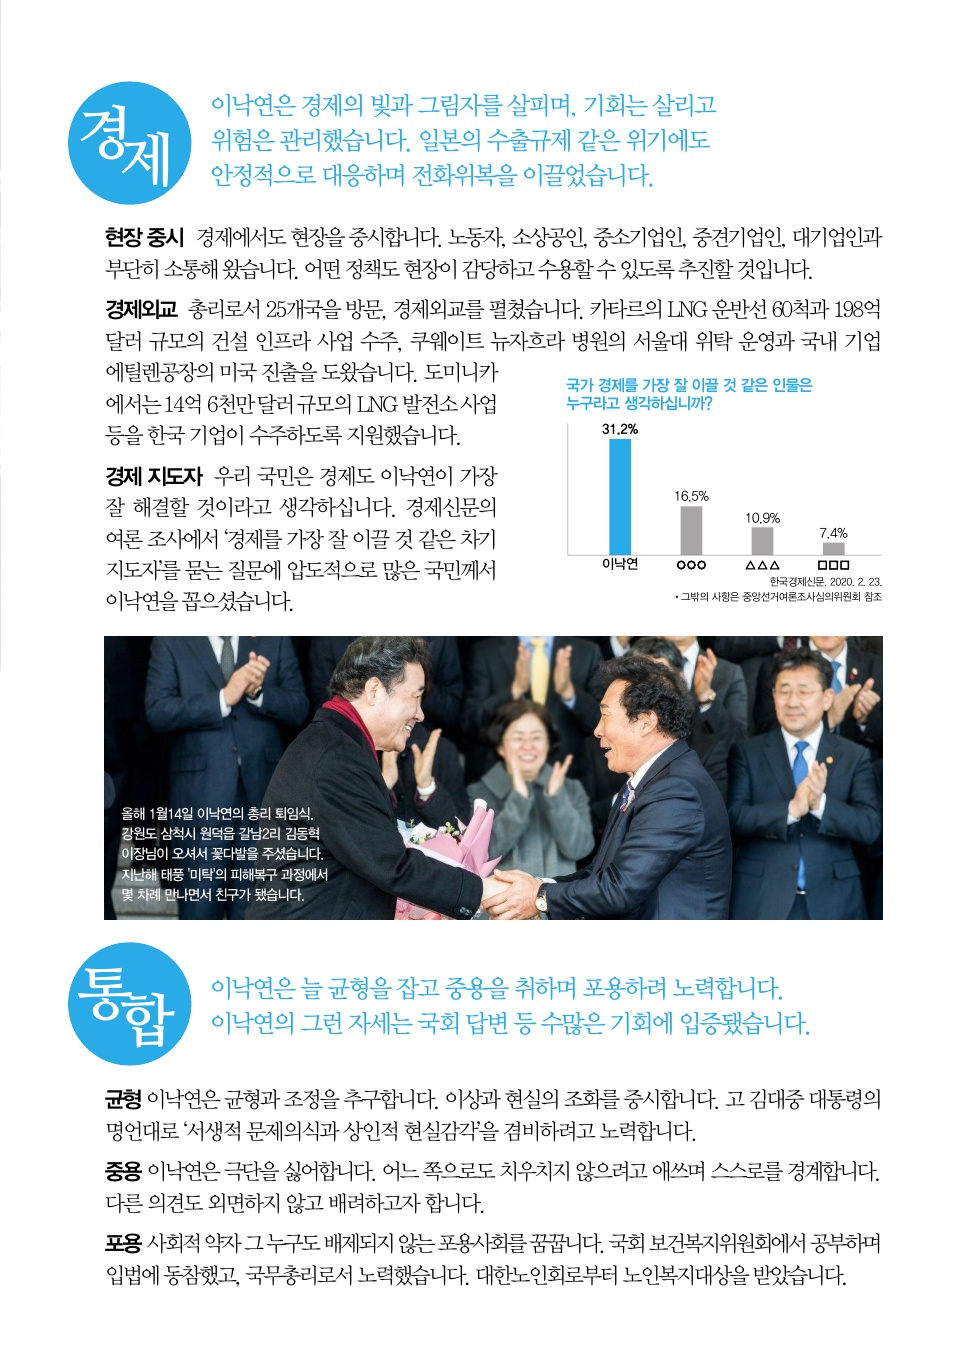 경제
이낙연은 경제의 빛과 그림자를 살피며, 기회는 살리고
위험은 관리했습니다. 일본의 수출규제 같은 위기에도
안정적으로 대응하며 전화위복을 이끌었습니다.
현장 중시 경제에서도 현장을 중시합니다. 노동자, 소상공인, 중소기업인, 중견기업인, 대기업인과
부단히 소통해 왔습니다. 어떤 정책도 현장이 감당하고 수용할 수 있도록 추진할 것입니다.
경제외교 총리로서 25개국을 방문, 경제외교를 펼쳤습니다. 카타르의 LNG 운반선 60척과 198억
달러 규모의 건설 인프라 사업 수주, 쿠웨이트 뉴자흐라 병원의 서울대 위탁 운영과 국내 기업
에틸렌공장의 미국 진출을 도왔습니다. 도미니카
에서는 14억 6천만 달러 규모의 LNG 발전소 사업
등을 한국 기업이 수주하도록 지원했습니다.
경제 지도자 우리 국민은 경제도 이낙연이 가장
잘 해결할 것이라고 생각하십니다. 경제신문의
여론 조사에서 '경제를 가장 잘 이끌 것 같은 차기
지도자'를 묻는 질문에 압도적으로 많은 국민께서
이낙연을 꼽으셨습니다.
국가 경제를 가장 잘 이끌 것 같은 인물은
누구라고 생각하십니까?
31.2%
16.5%
10.9%
7.4%
이낙연 ○○○ △△△ □□□
한국경제신문. 2020. 2. 23.
• 그밖의 사항은 중앙선거여론조사심의위원회 참조
올해 1월14일 이낙연의 총리 퇴임식.
강원도 삼척시 원덕읍 갈남2리 김동혁
이장님이 오셔서 꽃다발을 주셨습니다.
지난해 태풍 '미탁'의 피해복구 과정에서
몇 차례 만나면서 친구가 됐습니다.
통합
이낙연은 늘 균형을 잡고 중용을 취하며 포용하려 노력합니다.
이낙연의 그런 자세는 국회 답변 등 수많은 기회에 입증됐습니다.
균형 이낙연은 균형과 조정을 추구합니다. 이상과 현실의 조화를 중시합니다. 고 김대중 대통령의
명언대로 '서생적 문제의식과 상인적 현실감각'을 겸비하려고 노력합니다.
중용 이낙연은 극단을 싫어합니다. 어느 쪽으로도 치우치지 않으려고 애쓰며 스스로를 경계합니다.
다른 의견도 외면하지 않고 배려하고자 합니다.
포용 사회적 약자 그 누구도 배제되지 않는 포용사회를 꿈꿉니다. 국회 보건복지위원회에서 공부하며
입법에 동참했고, 국무총리로서 노력했습니다. 대한노인회로부터 노인복지대상을 받았습니다.